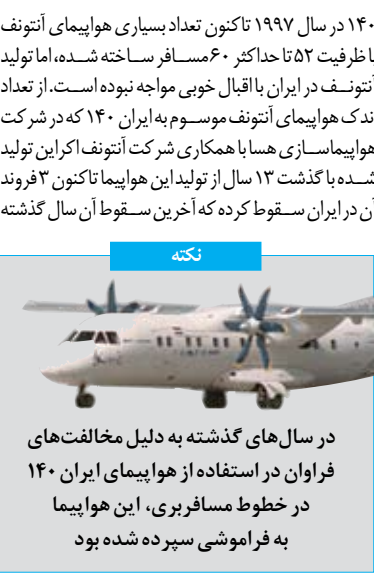 ۱۴۰ در سال ۱۹۹۷ تاکنون تعداد بسیاری هواپیمای آنتونف
با ظرفیت ۵۲ تا حداکثر ۶۰ مسافر ساخته شده، اما تولید
آنتونف در ایران با اقبال خوبی مواجه نبوده است. از تعداد
اندک هواپیمای آنتونف موسوم به ایران ۱۴۰ که در شرکت
هواپیماسازی هسا با همکاری شرکت آنتونف اکراین تولید
شده با گذشت ۱۳ سال از تولید این هواپیما تاکنون ۳ فروند
آن در ایران سقوط کرده که آخرین سقوط آن سال گذشته
نکته
در سال‌های گذشته به دلیل مخالفت‌های
فراوان در استفاده از هواپیمای ایران ۱۴۰
در خطوط مسافربری، این هواپیما
به فراموشی سپرده شده بود